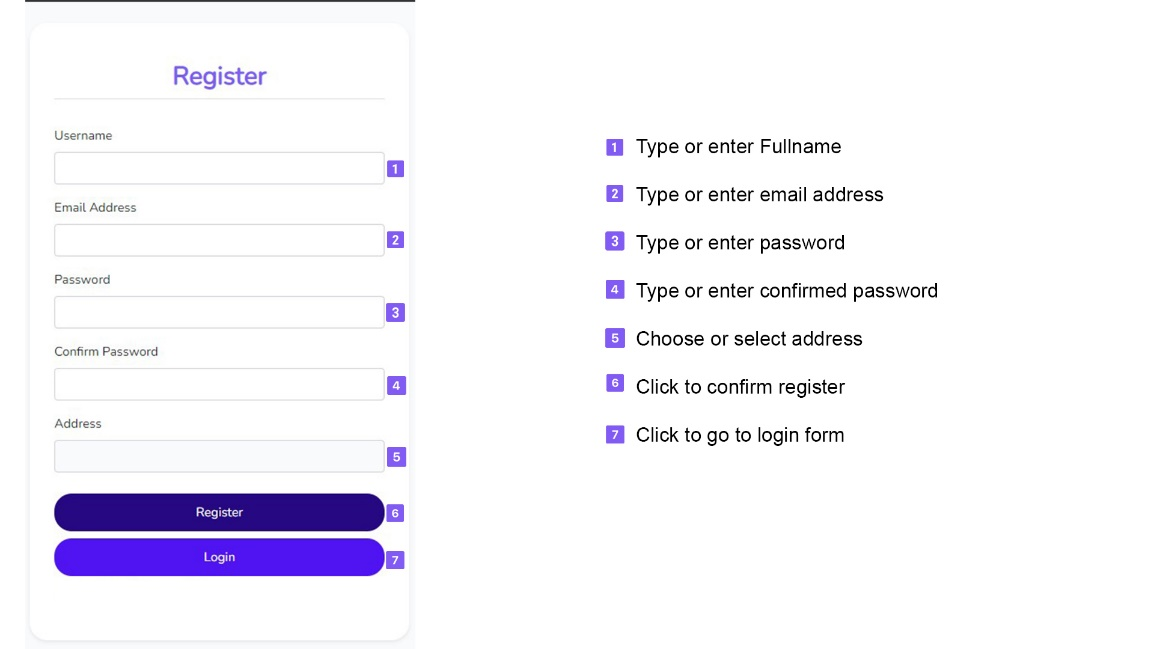 Register
Username
1
Email Address
2
Password
3
Confirm Password
4
Address
5
Register
6
Login
7
1 Type or enter Fullname
2 Type or enter email address
3 Type or enter password
4 Type or enter confirmed password
5 Choose or select address
6 Click to confirm register
7 Click to go to login form